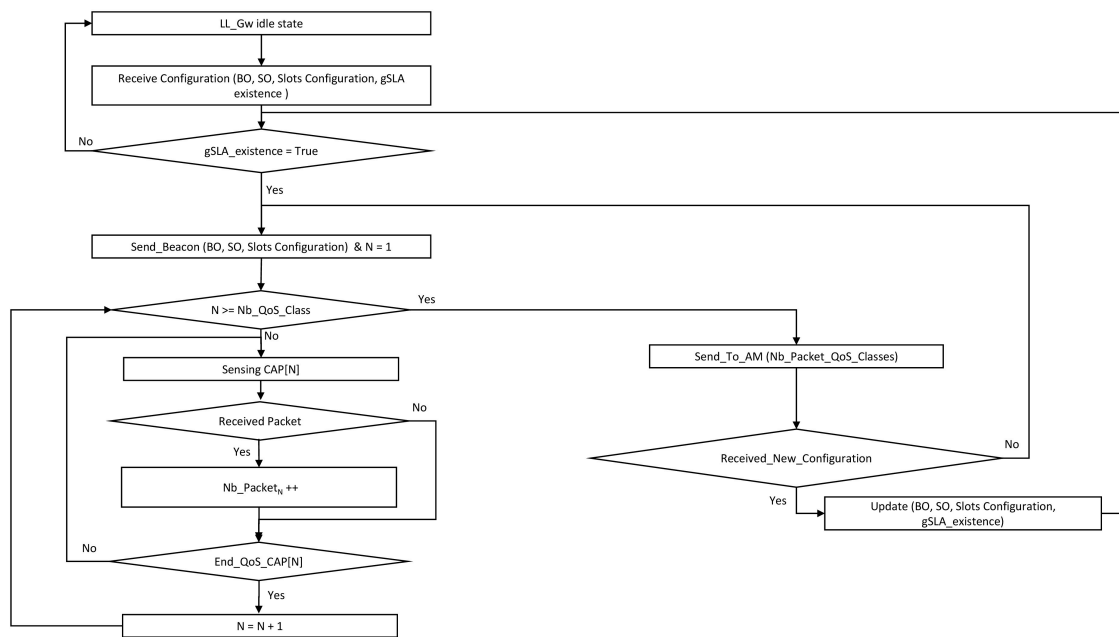 LL_Gw idle state
Receive Configuration (BO, SO, Slots Configuration, gSLA
existence )
No
gSLA_existence = True
Yes
Send_Beacon (BO, SO, Slots Configuration) & N = 1
N >= Nb_QoS_Class
Yes
No
Send_To_AM (Nb_Packet_QoS_Classes)
Sensing CAP[N]
Received Packet
No
Yes
Received_New_Configuration
No
Nb_PacketN ++
Yes
Update (BO, SO, Slots Configuration,
gSLA_existence)
No
End_QoS_CAP[N]
Yes
N = N + 1